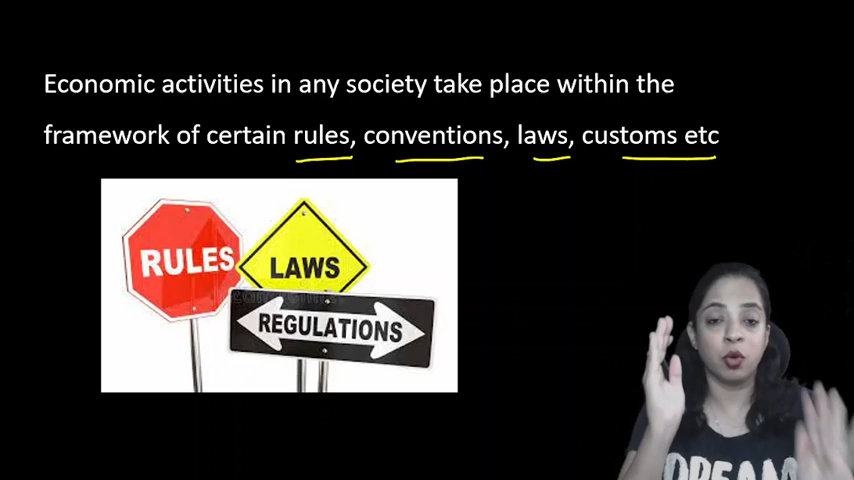 Economic activities in any society take place within the
framework of certain rules, conventions, laws, customs etc
RULES
LAWS
REGULATIONS
DREAM